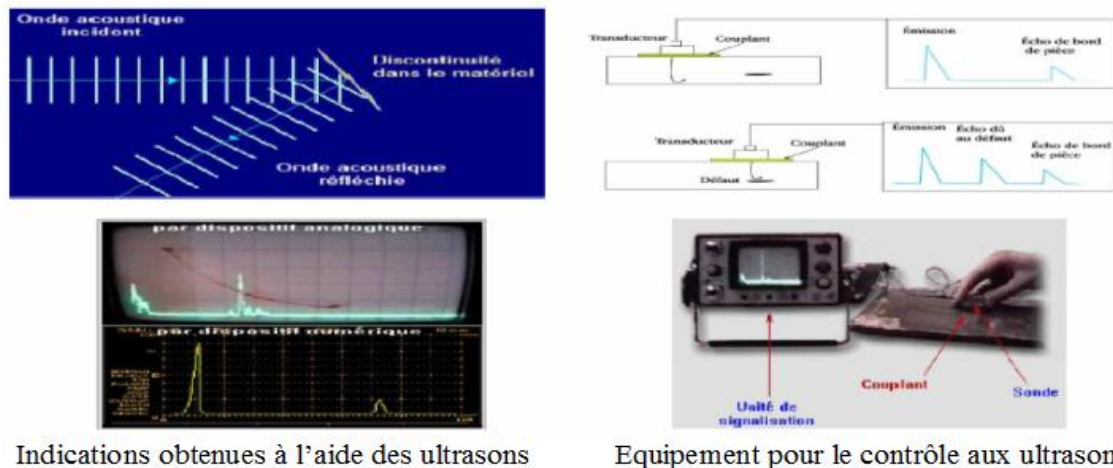 Onde acoustique
incident
Discontinuité
dans le matériel
Onde acoustique
réfléchie
Transducteur
Couplant
Émission
Écho de bord
de pièce
Transducteur
Couplant
Défaut
Émission
Écho dû
au défaut
Écho de bord
de pièce
par dispositif analogique
par dispositif numérique
Couplant
Sonde
Unité de
signalisation
Indications obtenues à l'aide des ultrasons
Equipement pour le contrôle aux ultrason